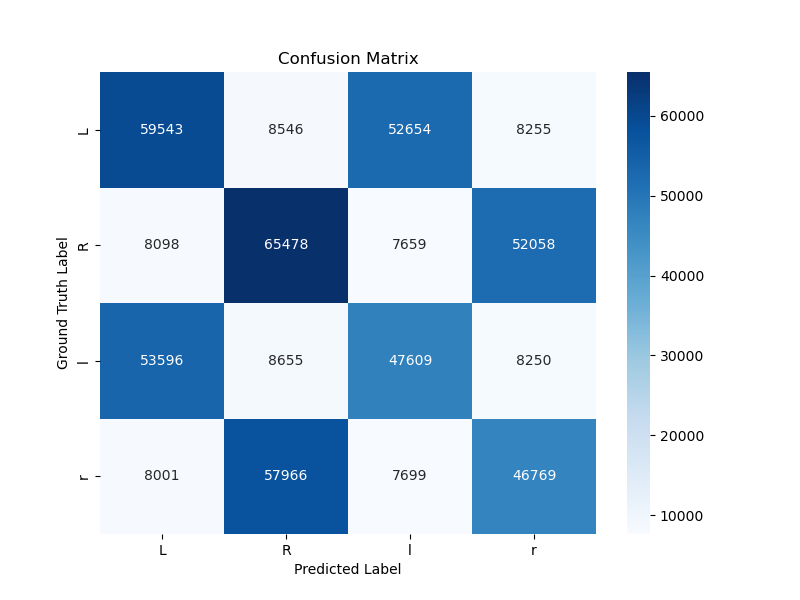 Confusion Matrix
L 59543 8546 52654 8255
R 8098 65478 7659 52058
l 53596 8655 47609 8250
r 8001 57966 7699 46769
L R l r
Predicted Label
Ground Truth Label
60000
50000
40000
30000
20000
10000